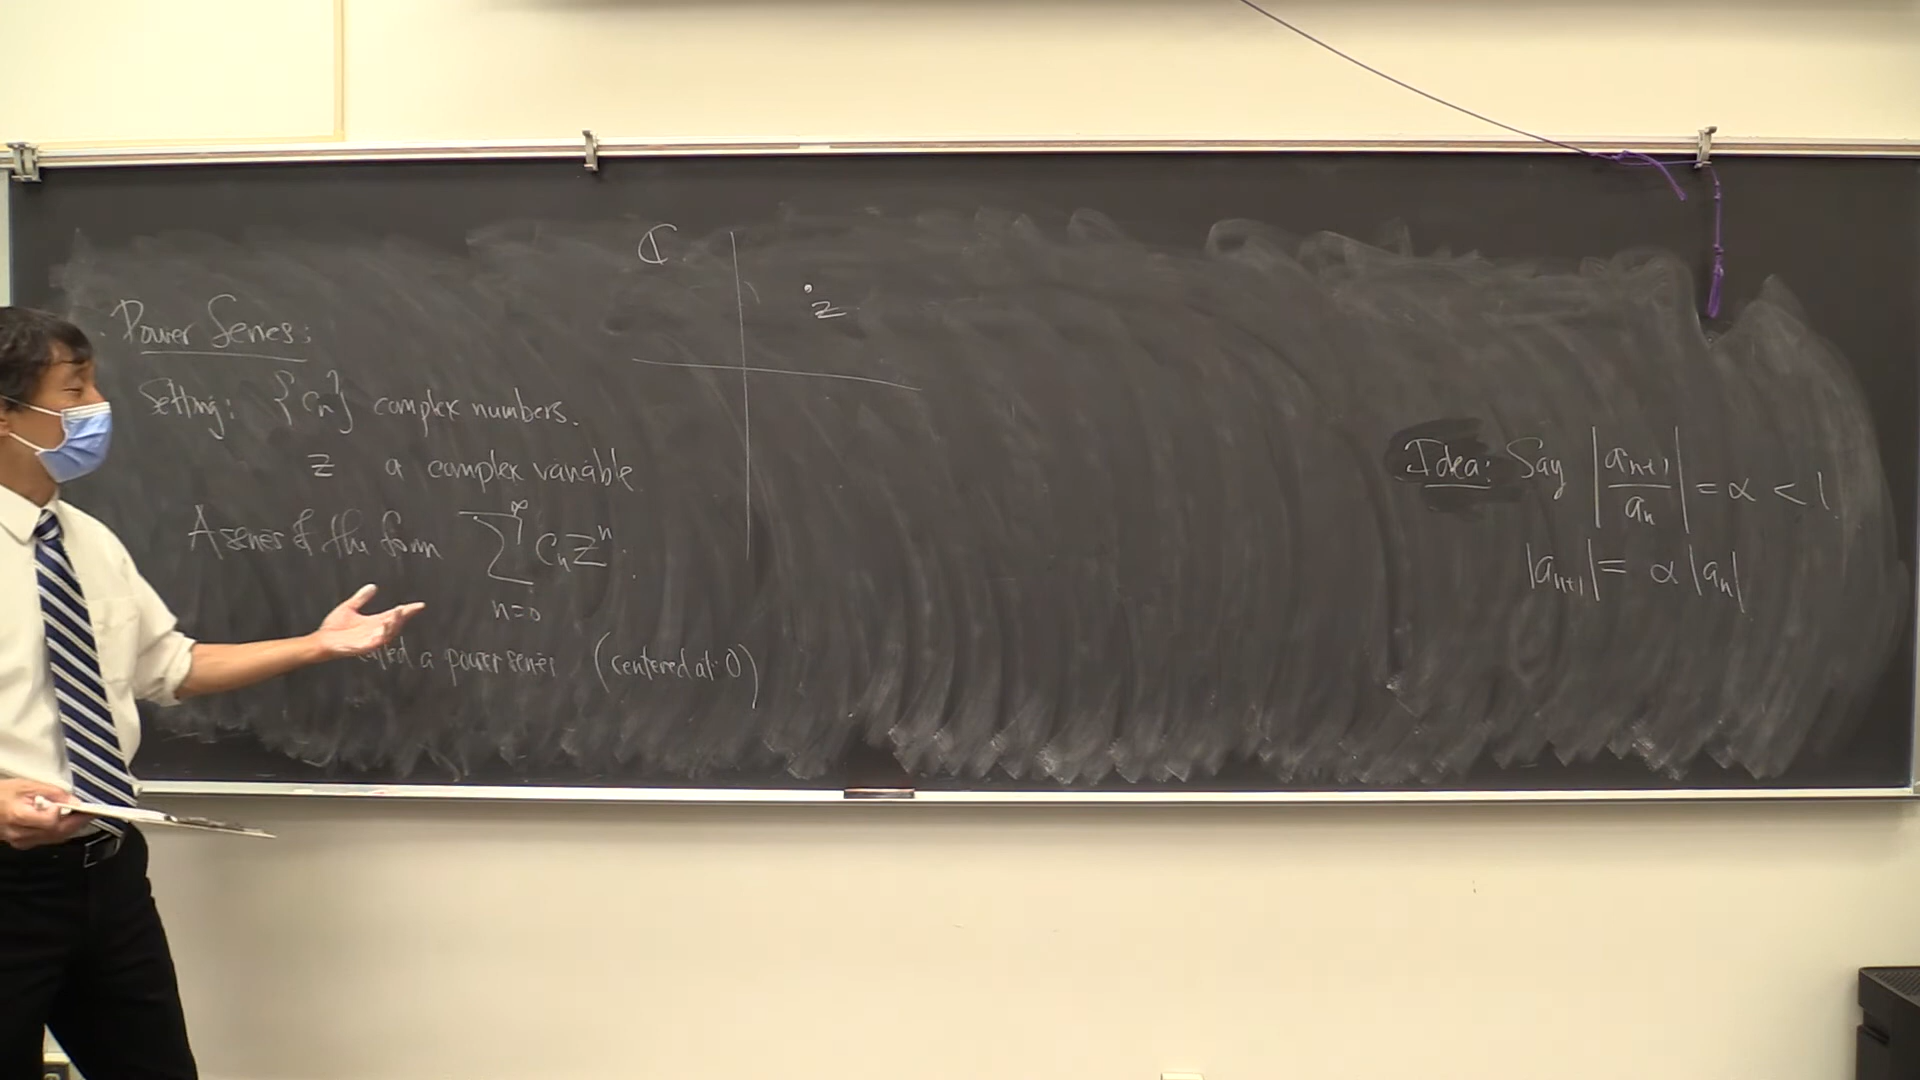 Power Series:
Setting: {cₙ} complex numbers.
z a complex variable
A series of the form ∑_{n=0}^{∞} cₙ zⁿ.
a power series (centered at 0)
ℂ
z
Idea: Say |aₙ₊₁/aₙ| = α < 1
|aₙ₊₁| = α |aₙ|